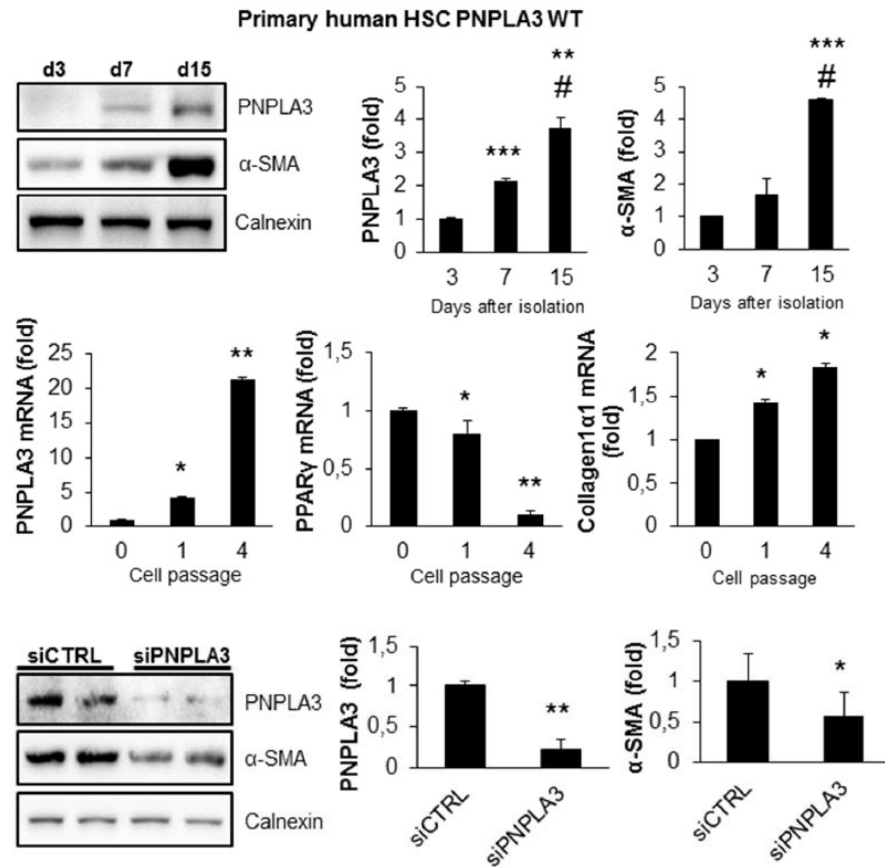 Primary human HSC PNPLA3 WT
d3 d7 d15
PNPLA3
α-SMA
Calnexin
PNPLA3 (fold)
5
4
3
2
1
0
***
**
#
3 7 15
Days after isolation
α-SMA (fold)
5
4
3
2
1
0
***
#
3 7 15
Days after isolation
PNPLA3 mRNA (fold)
25
20
15
10
5
0
*
**
0 1 4
Cell passage
PPARγ mRNA (fold)
1,5
1
0,5
0
*
**
0 1 4
Cell passage
Collagen1α1 mRNA
(fold)
2
1,5
1
0,5
0
*
*
0 1 4
Cell passage
siCTRL siPNPLA3
PNPLA3
α-SMA
Calnexin
PNPLA3 (fold)
1,5
1
0,5
0
**
siCTRL
siPNPLA3
α-SMA (fold)
1,5
1
0,5
0
*
siCTRL
siPNPLA3